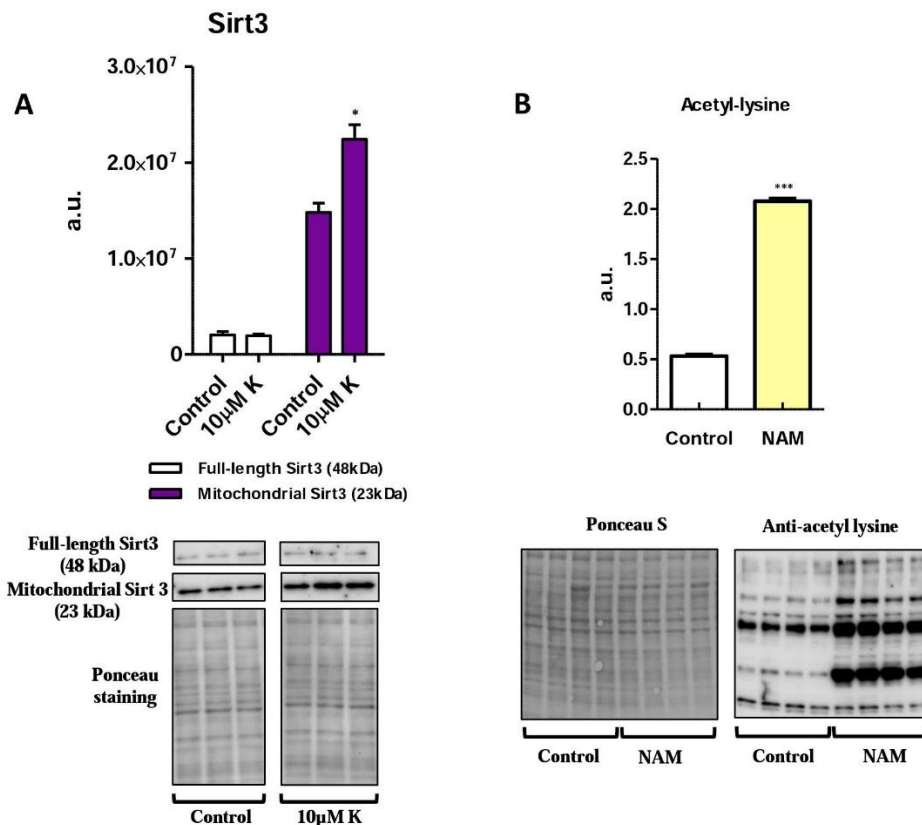 Sirt3
A
3.0×10⁷
2.0×10⁷
1.0×10⁷
0
a.u.
*
Control
10µM K
Control
10µM K
Full-length Sirt3 (48kDa)
Mitochondrial Sirt3 (23kDa)
Full-length Sirt3
(48 kDa)
Mitochondrial Sirt 3
(23 kDa)
Ponceau
staining
Control
10µM K
B
Acetyl-lysine
2.5
2.0
1.5
1.0
0.5
0.0
a.u.
***
Control
NAM
Ponceau S
Anti-acetyl lysine
Control
NAM
Control
NAM